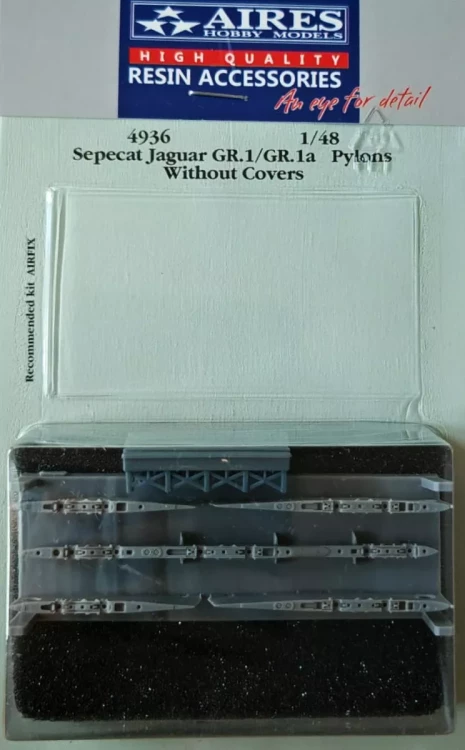 AIRES
HOBBY MODELS
HIGH QUALITY
RESIN ACCESSORIES
An eye for detail
4936 1/48
Sepecat Jaguar GR.1/GR.1a Pylons
Without Covers
Recommended kit AIRFIX